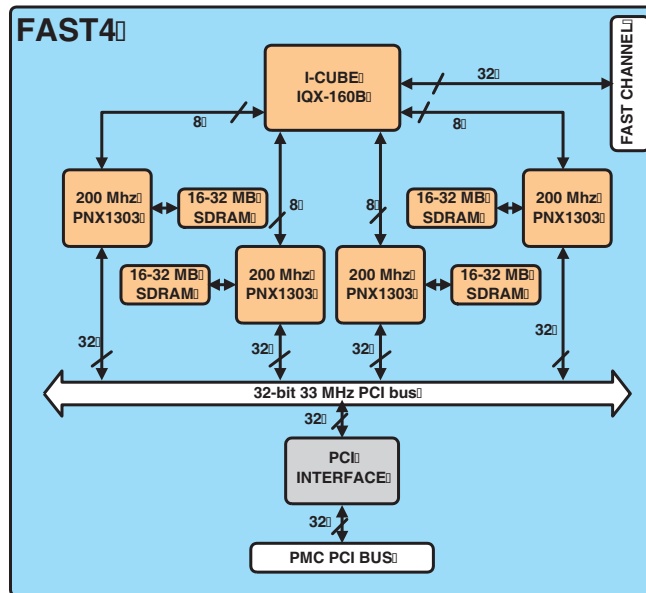 FAST4
I-CUBE
IQX-160B
32
FAST CHANNEL
8
8
200 Mhz
PNX1303
16-32 MB
SDRAM
8
8
16-32 MB
SDRAM
200 Mhz
PNX1303
16-32 MB
SDRAM
200 Mhz
PNX1303
200 Mhz
PNX1303
16-32 MB
SDRAM
32
32
32
32
32-bit 33 MHz PCI bus
32
PCI
INTERFACE
32
PMC PCI BUS